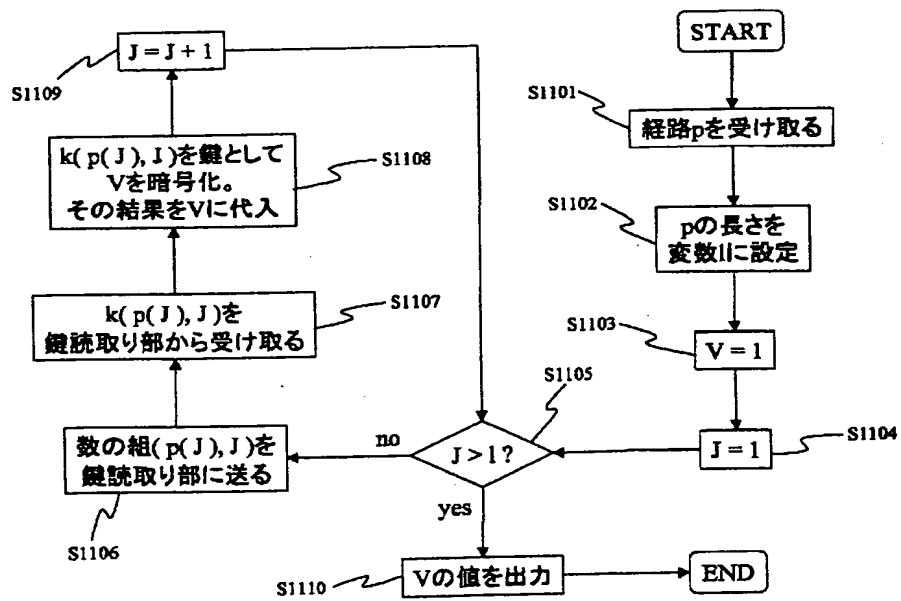 START
S1101
経路pを受け取る
S1102
pの長さを
変数lに設定
S1103
V = 1
J = 1
S1104
S1105
J > l ?
no
yes
数の組( p( J ), J )を
鍵読取り部に送る
S1106
k( p( J ), J )を
鍵読取り部から受け取る
S1107
k( p( J ), J )を鍵として
Vを暗号化。
その結果をVに代入
S1108
J = J + 1
S1109
Vの値を出力
S1110
END